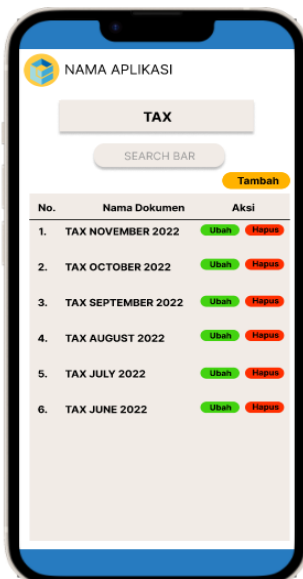 NAMA APLIKASI
TAX
SEARCH BAR
Tambah
No. Nama Dokumen Aksi
1. TAX NOVEMBER 2022 Ubah Hapus
2. TAX OCTOBER 2022 Ubah Hapus
3. TAX SEPTEMBER 2022 Ubah Hapus
4. TAX AUGUST 2022 Ubah Hapus
5. TAX JULY 2022 Ubah Hapus
6. TAX JUNE 2022 Ubah Hapus